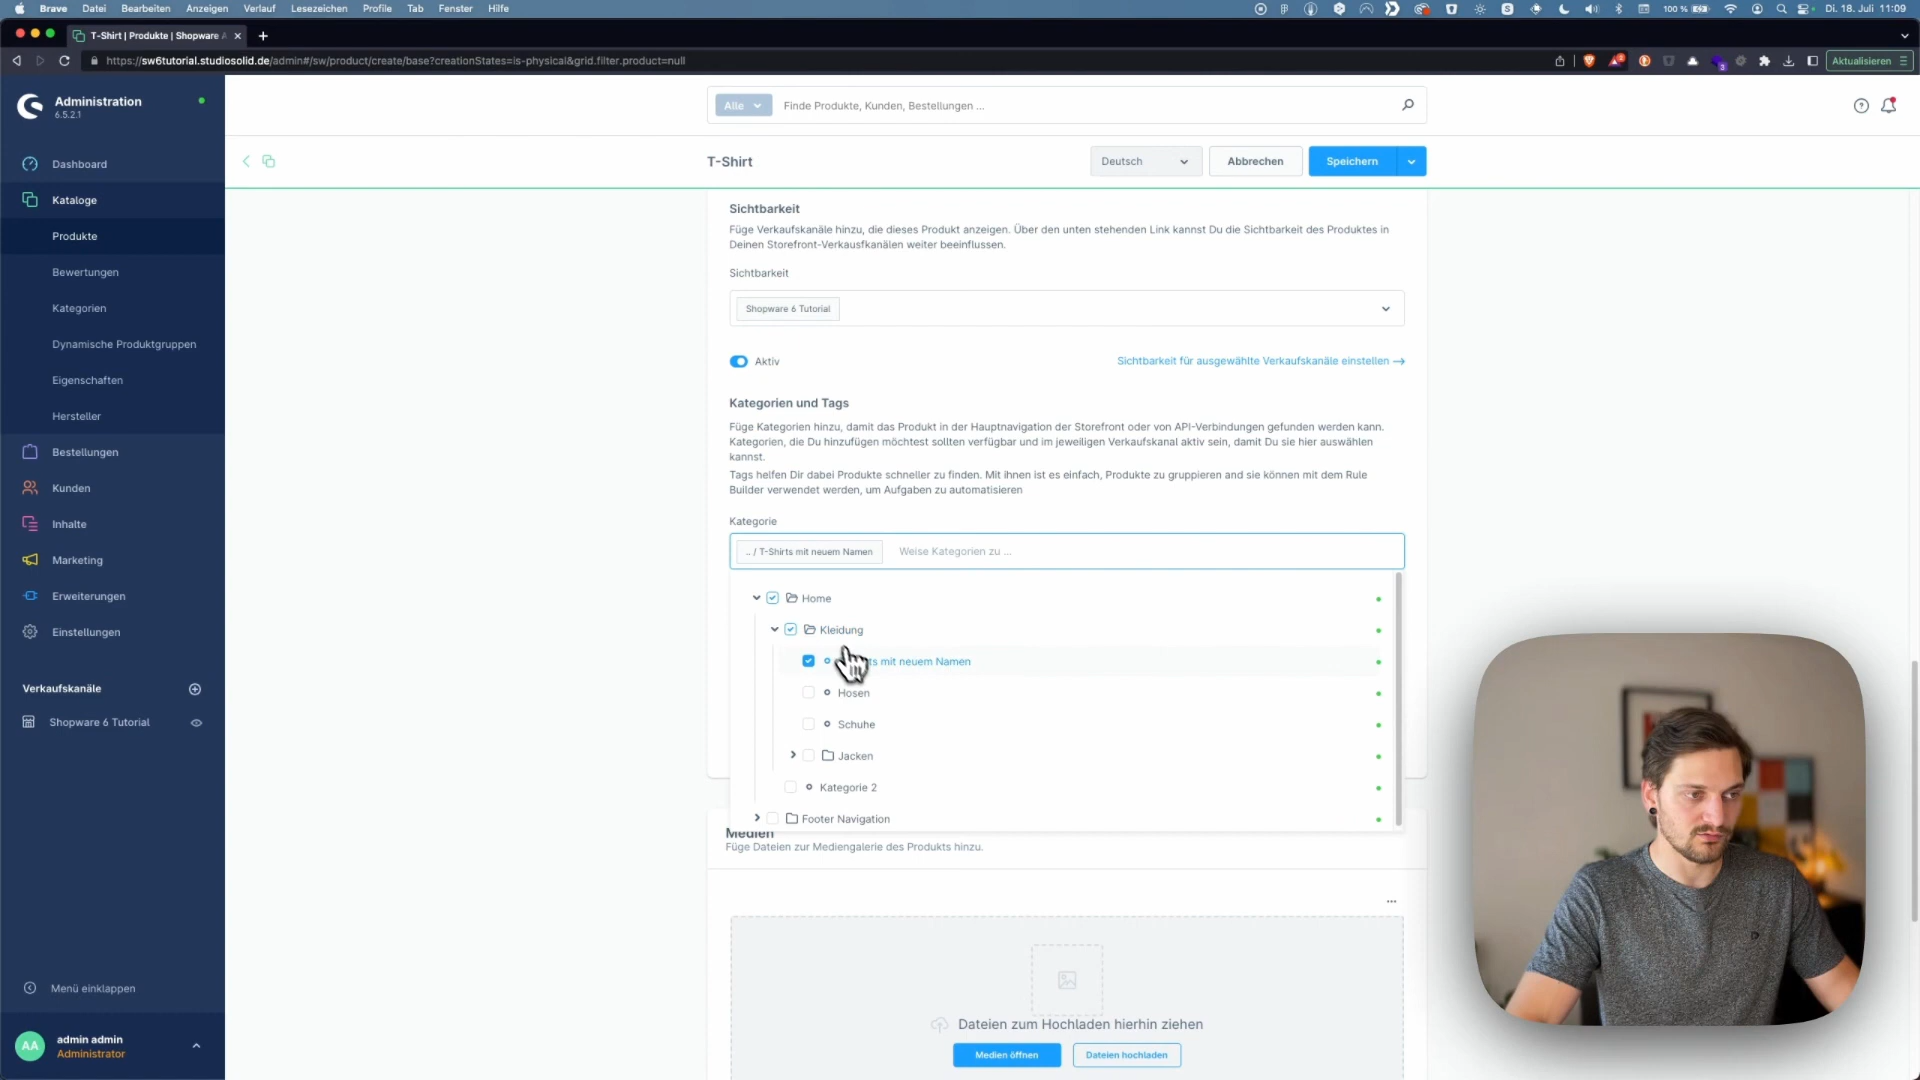 Brave Datei Bearbeiten Anzeigen Verlauf Lesezeichen Profile Tab Fenster Hilfe
100 % Di. 18. Juli 11:09
T-Shirt | Produkte | Shopware A
https://sw6tutorial.studiosolid.de/admin#/sw/product/create/base?creationStates=is-physical&grid.filter.product=null
Aktualisieren
Administration
6.5.2.1
Dashboard
Kataloge
Produkte
Bewertungen
Kategorien
Dynamische Produktgruppen
Eigenschaften
Hersteller
Bestellungen
Kunden
Inhalte
Marketing
Erweiterungen
Einstellungen
Verkaufskanäle
Shopware 6 Tutorial
Menü einklappen
AA
admin admin
Administrator
Alle
Finde Produkte, Kunden, Bestellungen ...
T-Shirt
Deutsch
Abbrechen
Speichern
Sichtbarkeit
Füge Verkaufskanäle hinzu, die dieses Produkt anzeigen. Über den unten stehenden Link kannst Du die Sichtbarkeit des Produktes in
Deinen Storefront-Verkausfkanälen weiter beeinflussen.
Sichtbarkeit
Shopware 6 Tutorial
Aktiv
Sichtbarkeit für ausgewählte Verkaufskanäle einstellen →
Kategorien und Tags
Füge Kategorien hinzu, damit das Produkt in der Hauptnavigation der Storefront oder von API-Verbindungen gefunden werden kann.
Kategorien, die Du hinzufügen möchtest sollten verfügbar und im jeweiligen Verkaufskanal aktiv sein, damit Du sie hier auswählen
kannst.
Tags helfen Dir dabei Produkte schneller zu finden. Mit ihnen ist es einfach, Produkte zu gruppieren and sie können mit dem Rule
Builder verwendet werden, um Aufgaben zu automatisieren
Kategorie
.. / T-Shirts mit neuem Namen
Weise Kategorien zu ...
Home
Kleidung
ts mit neuem Namen
Hosen
Schuhe
Jacken
Kategorie 2
Footer Navigation
Medien
Füge Dateien zur Mediengalerie des Produkts hinzu.
Dateien zum Hochladen hierhin ziehen
Medien öffnen
Dateien hochladen